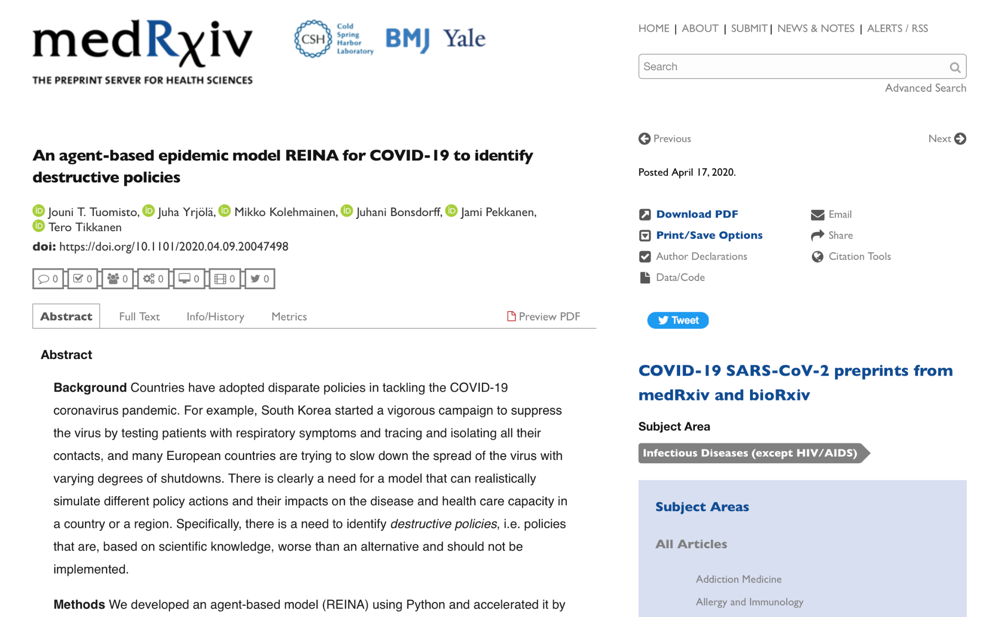 medRxiv
THE PREPRINT SERVER FOR HEALTH SCIENCES
CSH
Cold
Spring
Harbor
Laboratory
BMJ
Yale
HOME | ABOUT | SUBMIT | NEWS & NOTES | ALERTS / RSS
Search
Advanced Search
An agent-based epidemic model REINA for COVID-19 to identify
destructive policies
iD Jouni T. Tuomisto, iD Juha Yrjölä, iD Mikko Kolehmainen, iD Juhani Bonsdorff, iD Jami Pekkanen,
iD Tero Tikkanen
doi: https://doi.org/10.1101/2020.04.09.20047498
0 0 0 0 0 0 0
Abstract Full Text Info/History Metrics Preview PDF
Abstract
Background Countries have adopted disparate policies in tackling the COVID-19
coronavirus pandemic. For example, South Korea started a vigorous campaign to suppress
the virus by testing patients with respiratory symptoms and tracing and isolating all their
contacts, and many European countries are trying to slow down the spread of the virus with
varying degrees of shutdowns. There is clearly a need for a model that can realistically
simulate different policy actions and their impacts on the disease and health care capacity in
a country or a region. Specifically, there is a need to identify destructive policies, i.e. policies
that are, based on scientific knowledge, worse than an alternative and should not be
implemented.
Methods We developed an agent-based model (REINA) using Python and accelerated it by
Previous Next
Posted April 17, 2020.
Download PDF
Print/Save Options
Author Declarations
Data/Code
Email
Share
Citation Tools
Tweet
COVID-19 SARS-CoV-2 preprints from
medRxiv and bioRxiv
Subject Area
Infectious Diseases (except HIV/AIDS)
Subject Areas
All Articles
Addiction Medicine
Allergy and Immunology